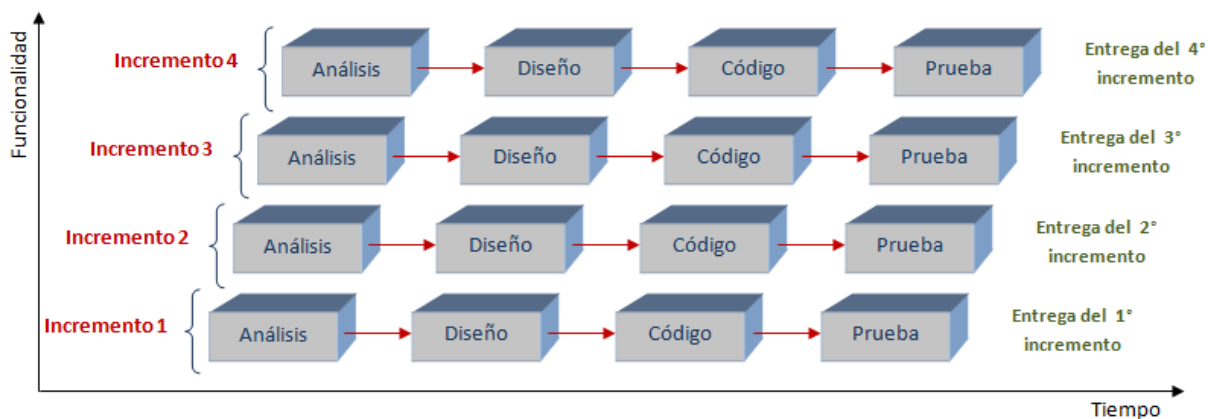 Funcionalidad
Incremento 4
Análisis
Diseño
Código
Prueba
Entrega del 4°
incremento
Incremento 3
Análisis
Diseño
Código
Prueba
Entrega del 3°
incremento
Incremento 2
Análisis
Diseño
Código
Prueba
Entrega del 2°
incremento
Incremento 1
Análisis
Diseño
Código
Prueba
Entrega del 1°
incremento
Tiempo